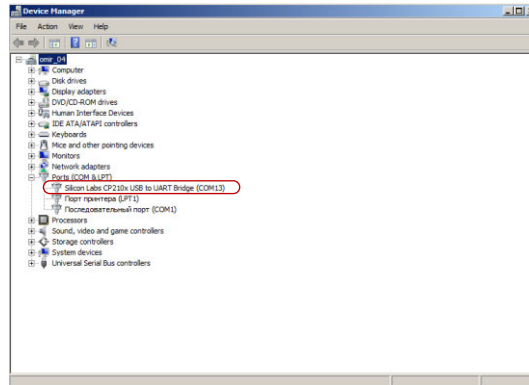 Device Manager
File Action View Help
omir_04
Computer
Disk drives
Display adapters
DVD/CD-ROM drives
Human Interface Devices
IDE ATA/ATAPI controllers
Keyboards
Mice and other pointing devices
Monitors
Network adapters
Ports (COM & LPT)
Silicon Labs CP210x USB to UART Bridge (COM13)
Порт принтера (LPT1)
Последовательный порт (COM1)
Processors
Sound, video and game controllers
Storage controllers
System devices
Universal Serial Bus controllers